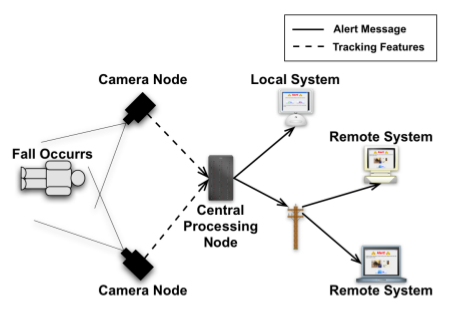 Alert Message
Tracking Features
Camera Node
Local System
Fall Occurrs
Remote System
Central
Processing
Node
Camera Node
Remote System